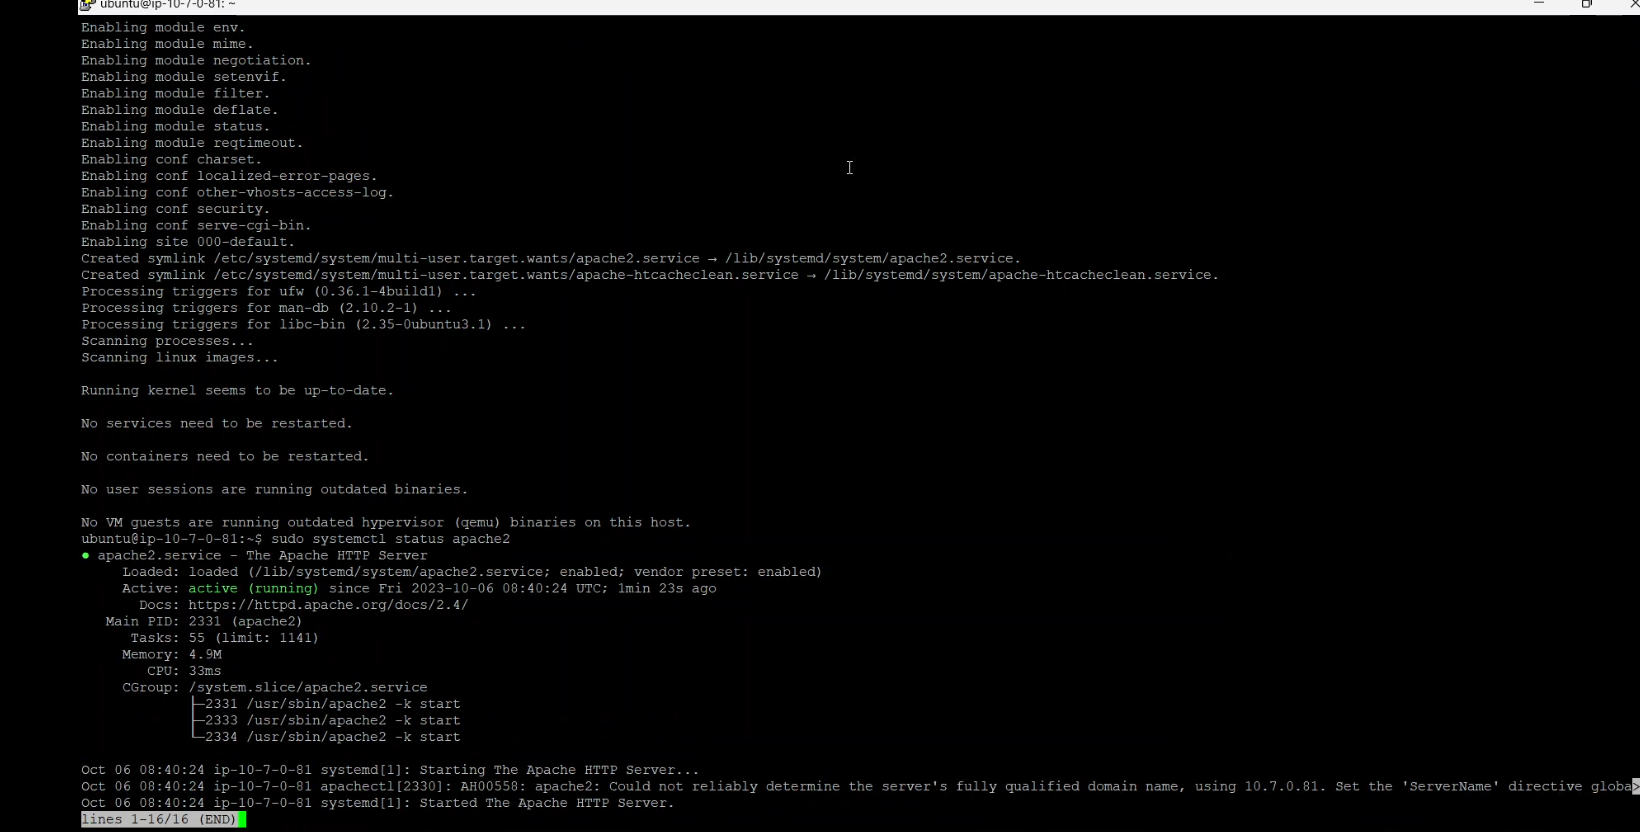 ubuntu@ip-10-7-0-81: ~
Enabling module env.
Enabling module mime.
Enabling module negotiation.
Enabling module setenvif.
Enabling module filter.
Enabling module deflate.
Enabling module status.
Enabling module reqtimeout.
Enabling conf charset.
Enabling conf localized-error-pages.
Enabling conf other-vhosts-access-log.
Enabling conf security.
Enabling conf serve-cgi-bin.
Enabling site 000-default.
Created symlink /etc/systemd/system/multi-user.target.wants/apache2.service → /lib/systemd/system/apache2.service.
Created symlink /etc/systemd/system/multi-user.target.wants/apache-htcacheclean.service → /lib/systemd/system/apache-htcacheclean.service.
Processing triggers for ufw (0.36.1-4build1) ...
Processing triggers for man-db (2.10.2-1) ...
Processing triggers for libc-bin (2.35-0ubuntu3.1) ...
Scanning processes...
Scanning linux images...
Running kernel seems to be up-to-date.
No services need to be restarted.
No containers need to be restarted.
No user sessions are running outdated binaries.
No VM guests are running outdated hypervisor (qemu) binaries on this host.
ubuntu@ip-10-7-0-81:~$ sudo systemctl status apache2
● apache2.service - The Apache HTTP Server
Loaded: loaded (/lib/systemd/system/apache2.service; enabled; vendor preset: enabled)
Active: active (running) since Fri 2023-10-06 08:40:24 UTC; 1min 23s ago
Docs: https://httpd.apache.org/docs/2.4/
Main PID: 2331 (apache2)
Tasks: 55 (limit: 1141)
Memory: 4.9M
CPU: 33ms
CGroup: /system.slice/apache2.service
├─2331 /usr/sbin/apache2 -k start
├─2333 /usr/sbin/apache2 -k start
└─2334 /usr/sbin/apache2 -k start
Oct 06 08:40:24 ip-10-7-0-81 systemd[1]: Starting The Apache HTTP Server...
Oct 06 08:40:24 ip-10-7-0-81 apachectl[2330]: AH00558: apache2: Could not reliably determine the server's fully qualified domain name, using 10.7.0.81. Set the 'ServerName' directive globa>
Oct 06 08:40:24 ip-10-7-0-81 systemd[1]: Started The Apache HTTP Server.
lines 1-16/16 (END)